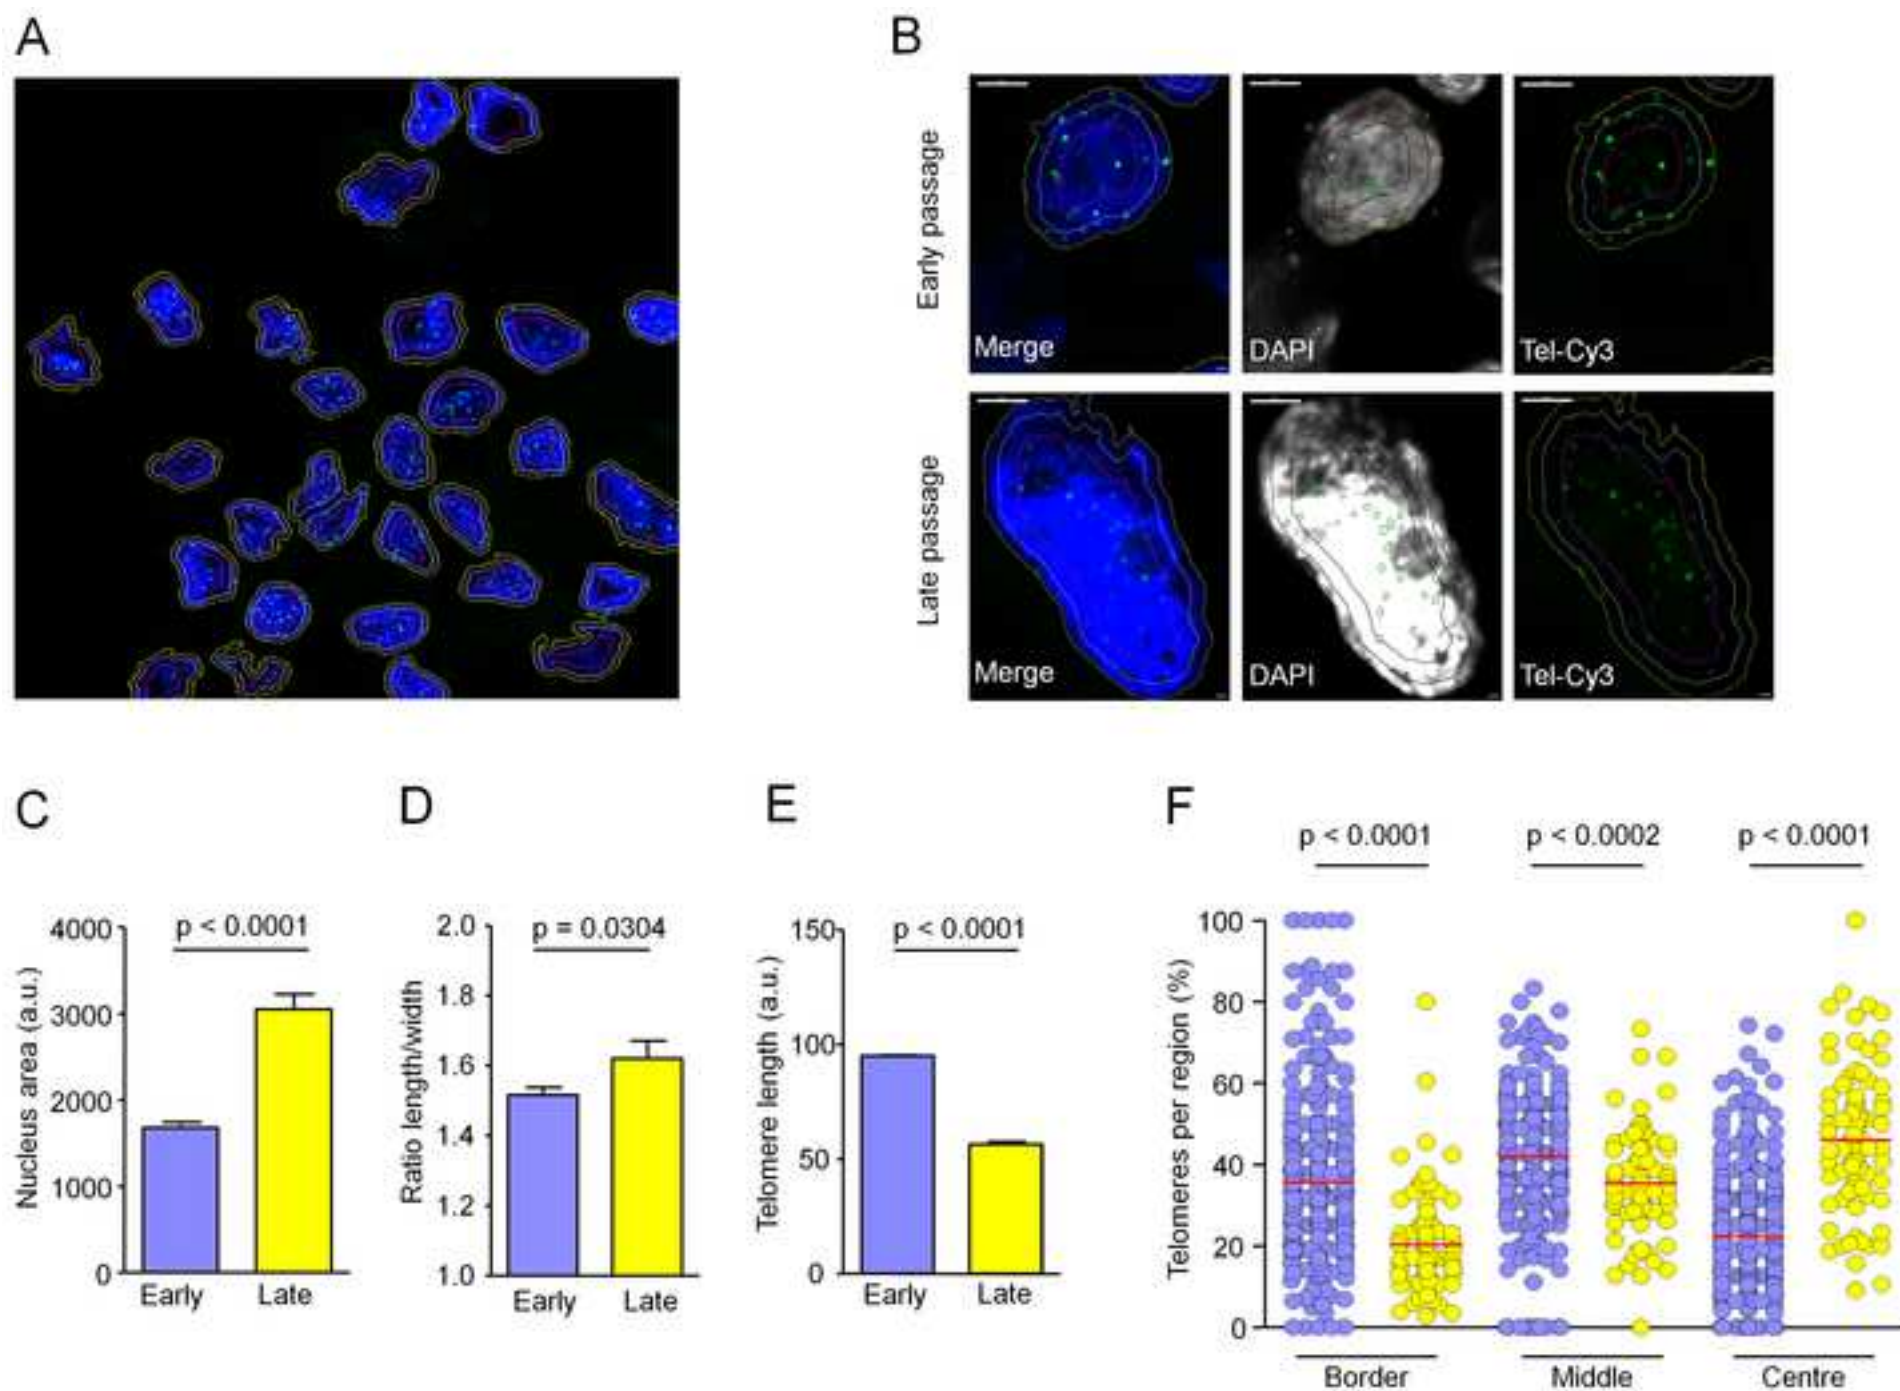 A
B
Early passage
Merge
DAPI
Tel-Cy3
Late passage
Merge
DAPI
Tel-Cy3
C
Nucleus area (a.u.)
4000
3000
2000
1000
0
p < 0.0001
Early
Late
D
Ratio length/width
2.0
1.8
1.6
1.4
1.2
1.0
p = 0.0304
Early
Late
E
Telomere length (a.u.)
150
100
50
0
p < 0.0001
Early
Late
F
p < 0.0001
p < 0.0002
p < 0.0001
Telomeres per region (%)
100
80
60
40
20
0
Border
Middle
Centre